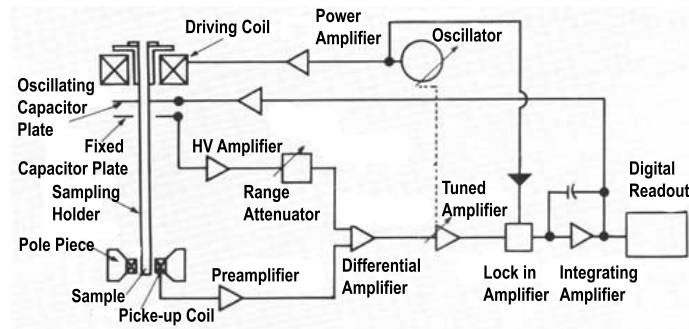 Driving Coil
Power
Amplifier
Oscillator
Oscillating
Capacitor
Plate
Fixed
Capacitor Plate
HV Amplifier
Range
Attenuator
Sampling
Holder
Pole Piece
Sample
Picke-up Coil
Preamplifier
Differential
Amplifier
Tuned
Amplifier
Lock in
Amplifier
Integrating
Amplifier
Digital
Readout